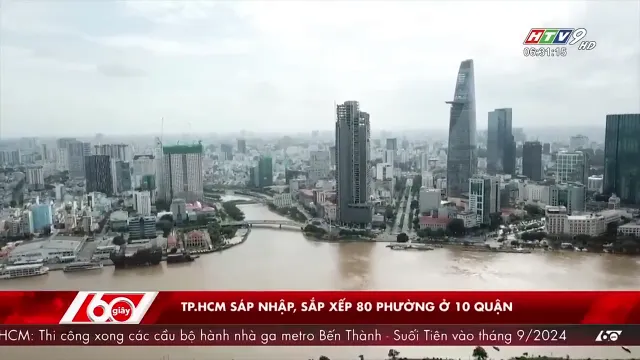 HTV9 HD
06:31:15
60 giây
TP.HCM SÁP NHẬP, SẮP XẾP 80 PHƯỜNG Ở 10 QUẬN
HCM: Thi công xong các cầu bộ hành nhà ga metro Bến Thành - Suối Tiên vào tháng 9/2024
60